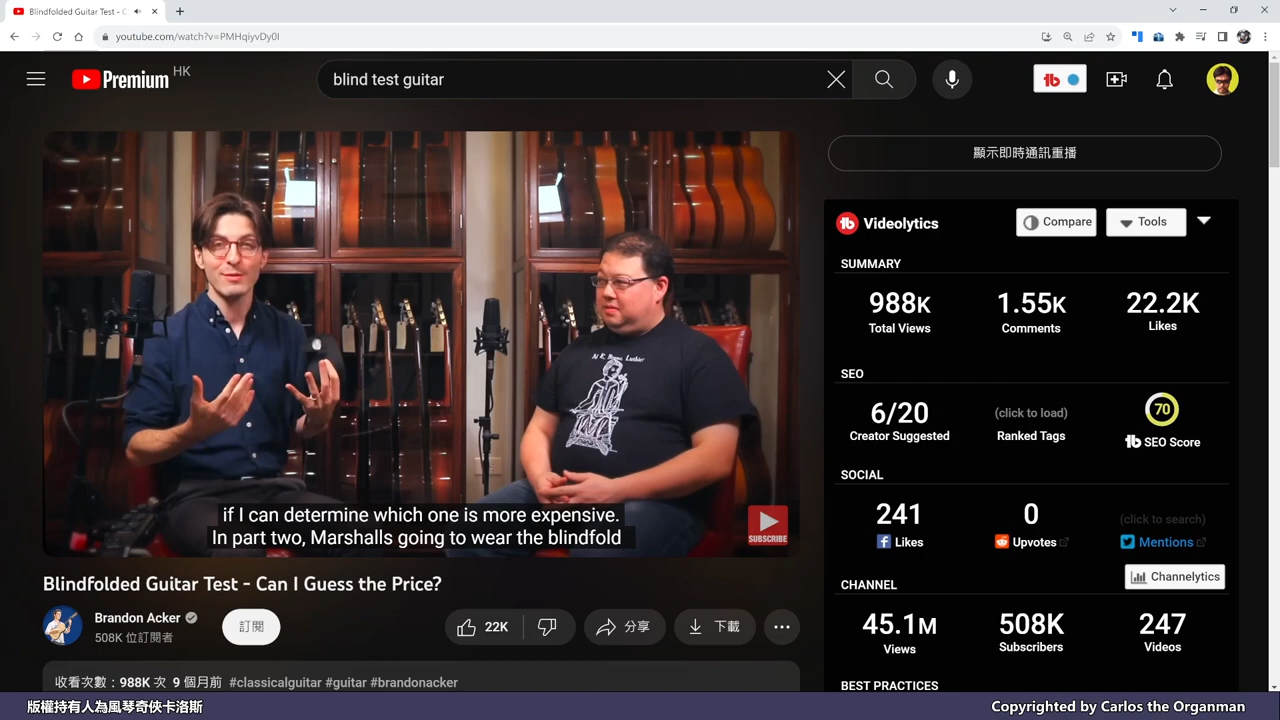 Blindfolded Guitar Test - C
youtube.com/watch?v=PMHqiyvDy0I
Premium HK
blind test guitar
if I can determine which one is more expensive.
In part two, Marshalls going to wear the blindfold
SUBSCRIBE
Blindfolded Guitar Test - Can I Guess the Price?
Brandon Acker
508K 位訂閱者
訂閱
22K
分享
下載
收看次數：988K 次 9 個月前 #classicalguitar #guitar #brandonacker
顯示即時通訊重播
Videolytics
Compare
Tools
SUMMARY
988K 1.55K 22.2K
Total Views Comments Likes
SEO
6/20 (click to load) 70
Creator Suggested Ranked Tags SEO Score
SOCIAL
241 0 (click to search)
Likes Upvotes Mentions
CHANNEL
Channelytics
45.1M 508K 247
Views Subscribers Videos
BEST PRACTICES
版權持有人為風琴奇俠卡洛斯
Copyrighted by Carlos the Organman